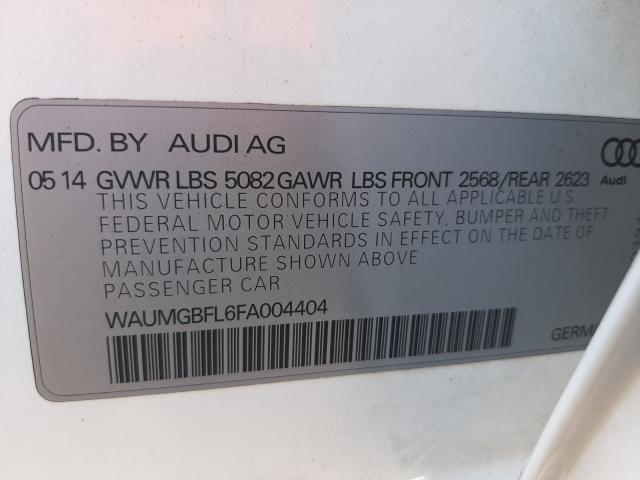 MFD. BY AUDI AG
Audi
05 14 GVWR LBS 5082 GAWR LBS FRONT 2568/REAR 2623
THIS VEHICLE CONFORMS TO ALL APPLICABLE U S
FEDERAL MOTOR VEHICLE SAFETY, BUMPER AND THEFT
PREVENTION STANDARDS IN EFFECT ON THE DATE OF
MANUFACTURE SHOWN ABOVE
PASSENGER CAR
WAUMGBFL6FA004404
GERMA